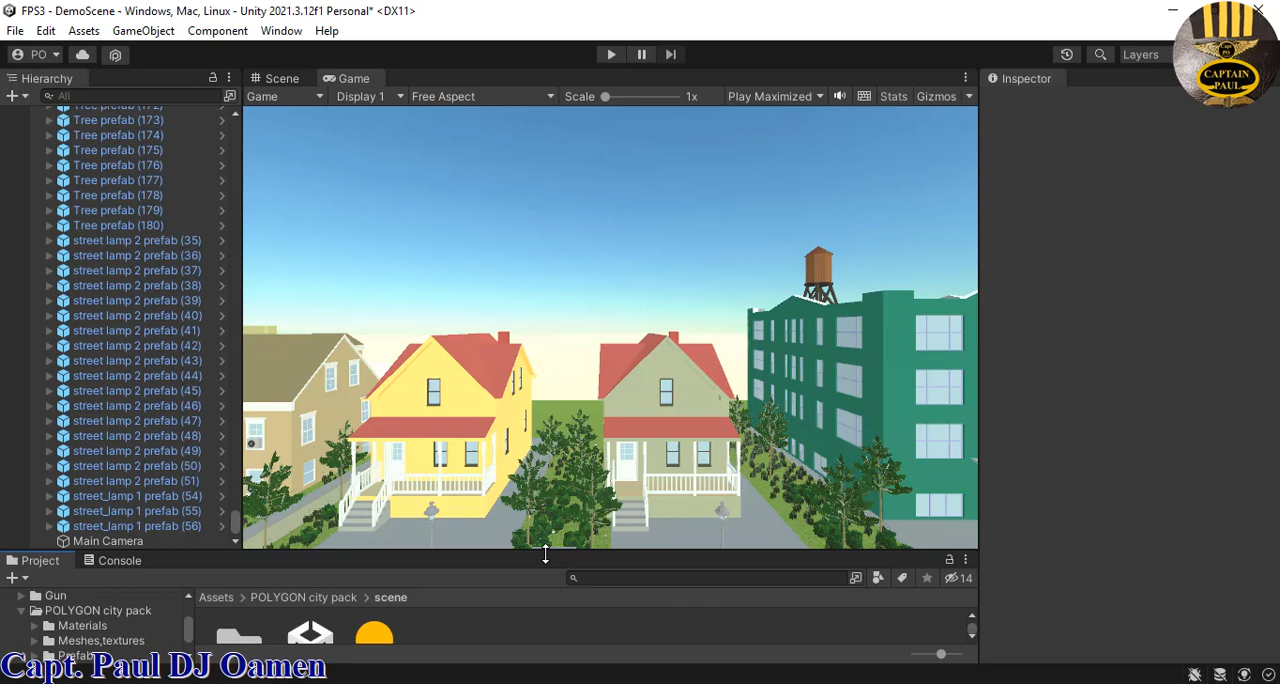 FPS3 - DemoScene - Windows, Mac, Linux - Unity 2021.3.12f1 Personal* <DX11>
File Edit Assets GameObject Component Window Help
PO Layers
Capt PO
CAPTAIN PAUL
Hierarchy Scene Game Inspector
All Game Display 1 Free Aspect Scale 1x Play Maximized Stats Gizmos
Tree prefab (172)
Tree prefab (173)
Tree prefab (174)
Tree prefab (175)
Tree prefab (176)
Tree prefab (177)
Tree prefab (178)
Tree prefab (179)
Tree prefab (180)
street lamp 2 prefab (35)
street lamp 2 prefab (36)
street lamp 2 prefab (37)
street lamp 2 prefab (38)
street lamp 2 prefab (39)
street lamp 2 prefab (40)
street lamp 2 prefab (41)
street lamp 2 prefab (42)
street lamp 2 prefab (43)
street lamp 2 prefab (44)
street lamp 2 prefab (45)
street lamp 2 prefab (46)
street lamp 2 prefab (47)
street lamp 2 prefab (48)
street lamp 2 prefab (49)
street lamp 2 prefab (50)
street lamp 2 prefab (51)
street_lamp 1 prefab (54)
street_lamp 1 prefab (55)
street_lamp 1 prefab (56)
Main Camera
Project Console
14
Gun
Assets > POLYGON city pack > scene
POLYGON city pack
Materials
Meshes,textures
Prefab
Capt. Paul DJ Oamen